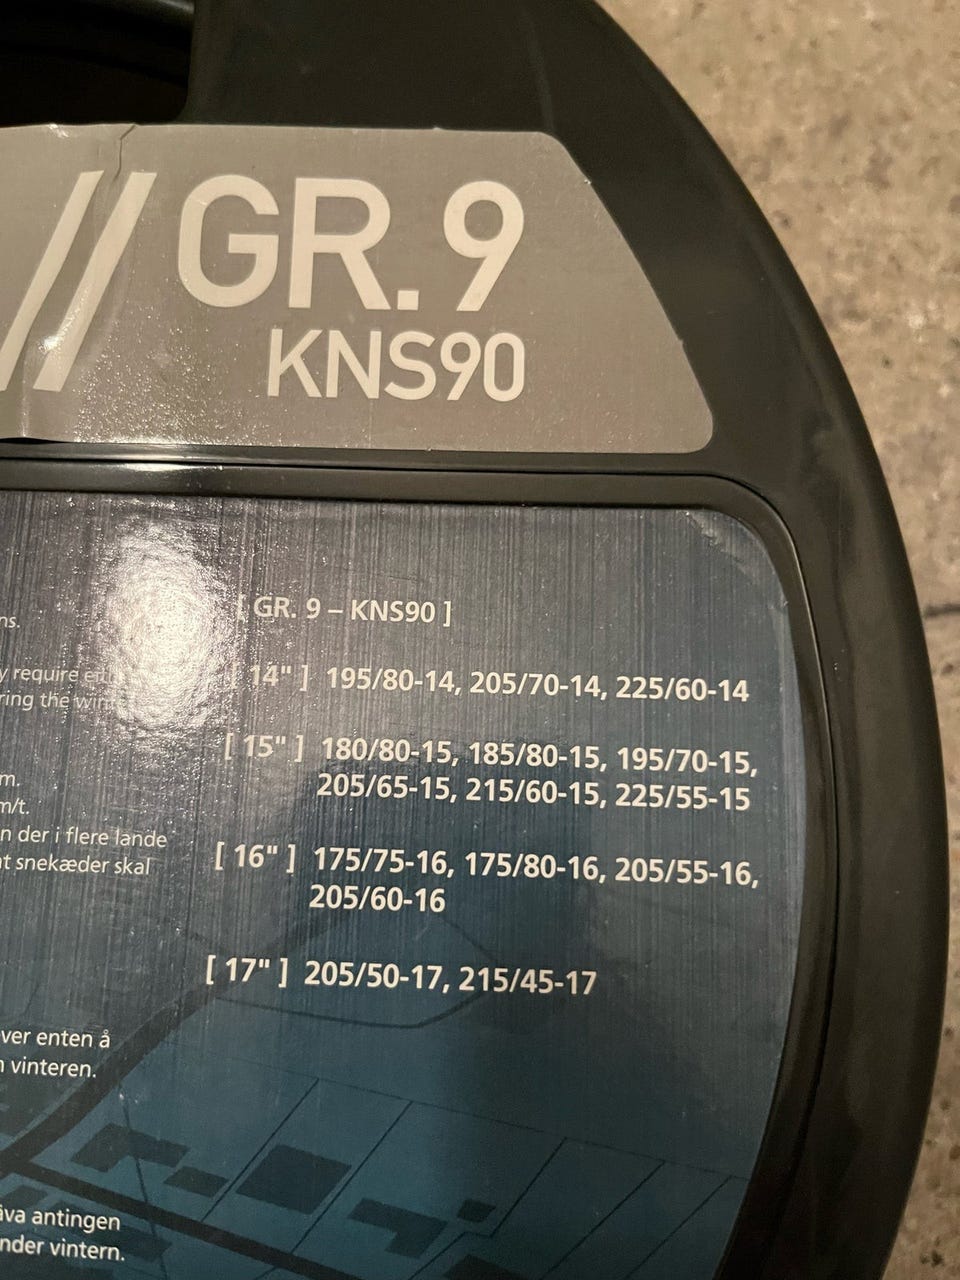 // GR. 9
KNS90
[ GR. 9 – KNS90 ]
ns.
y require
ring the
[ 14" ] 195/80-14, 205/70-14, 225/60-14
[ 15" ] 180/80-15, 185/80-15, 195/70-15,
205/65-15, 215/60-15, 225/55-15
m.
m/t.
n der i flere lande
at snekæder skal
[ 16" ] 175/75-16, 175/80-16, 205/55-16,
205/60-16
[ 17" ] 205/50-17, 215/45-17
ver enten å
n vinteren.
äva antingen
nder vintern.